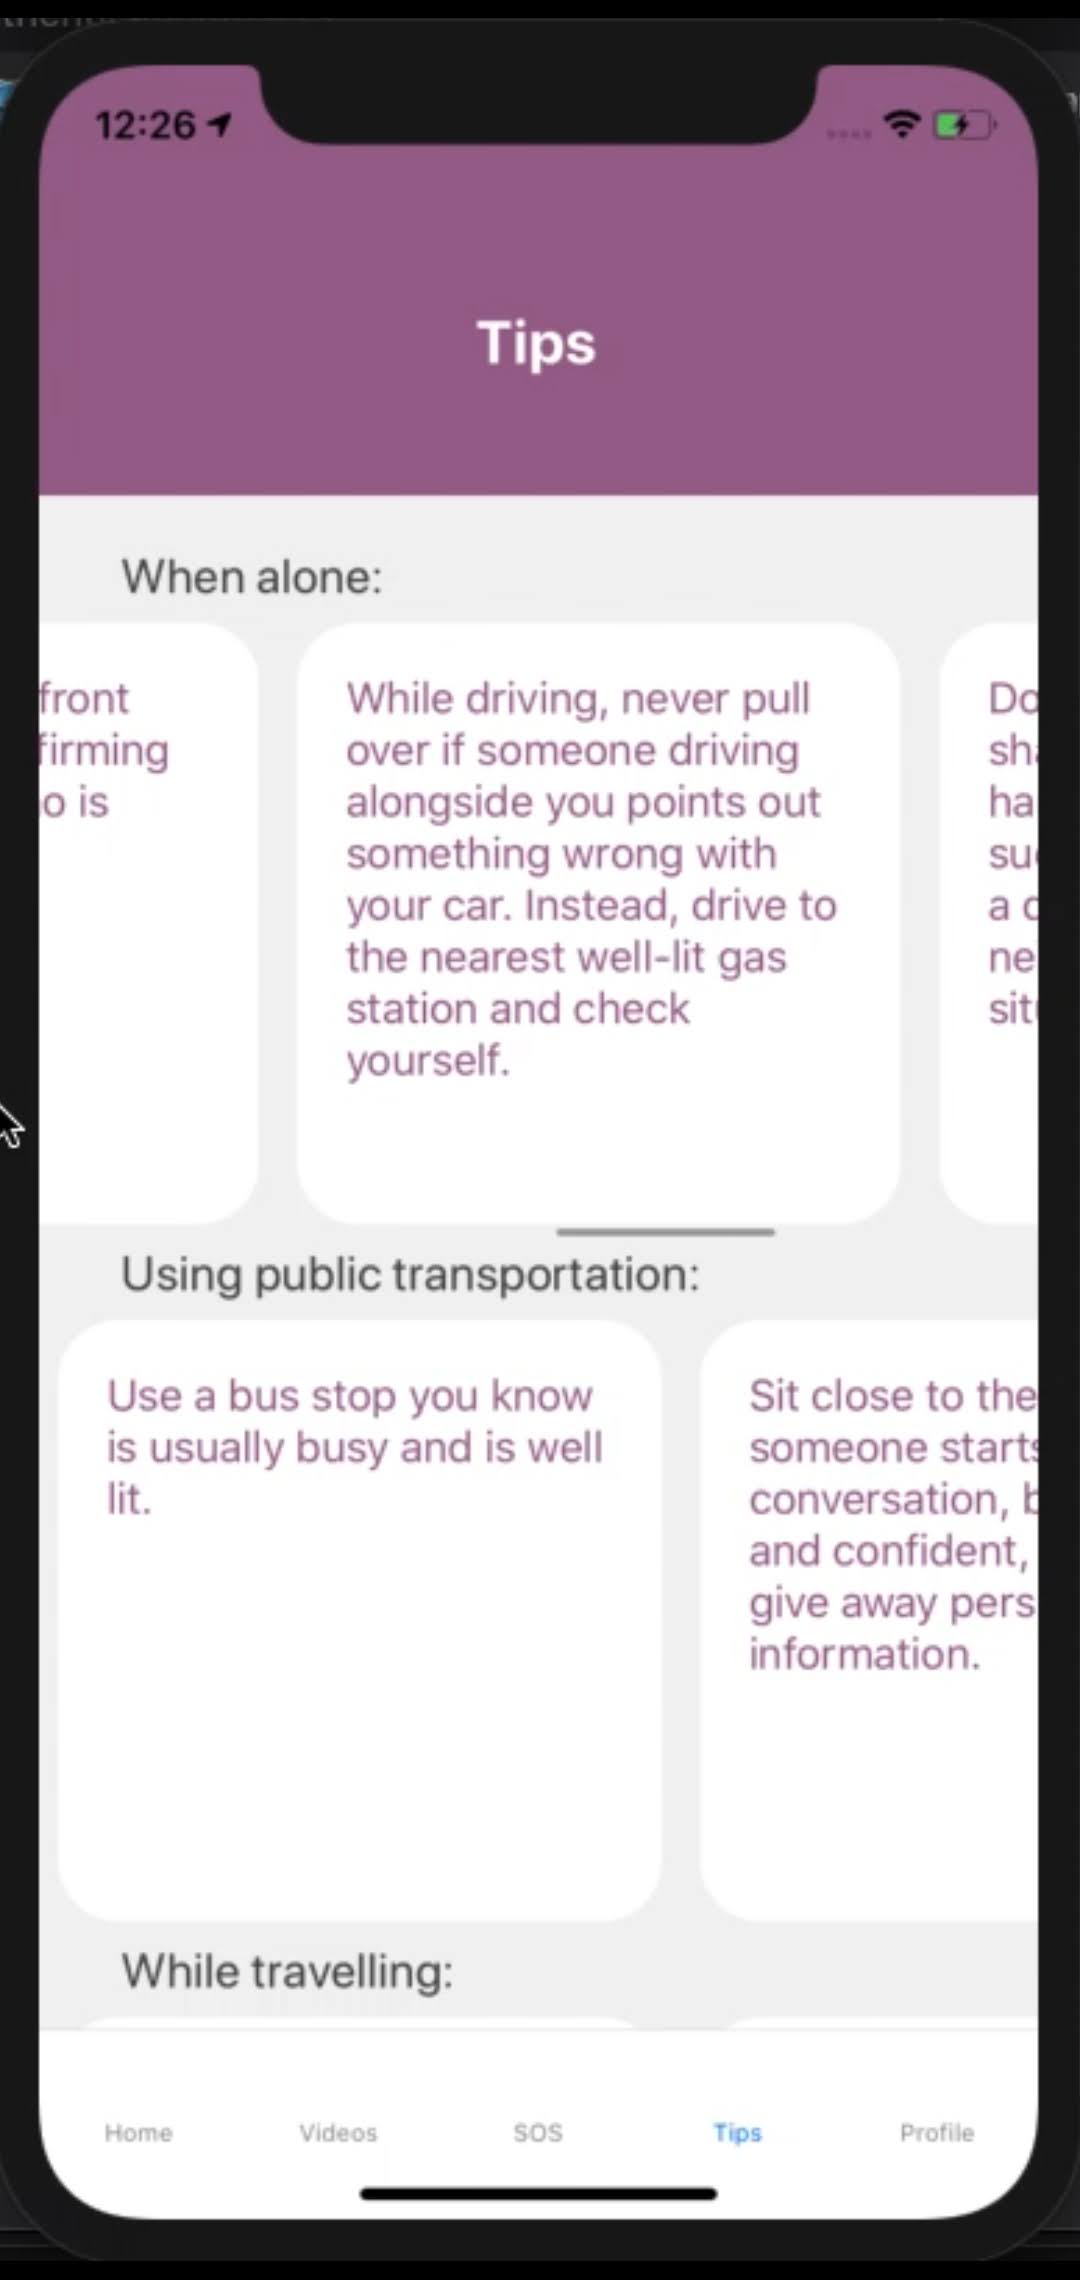 12:26
Tips
When alone:
front
firming
o is
While driving, never pull
over if someone driving
alongside you points out
something wrong with
your car. Instead, drive to
the nearest well-lit gas
station and check
yourself.
Do
sh
ha
su
a
ne
sit
Using public transportation:
Use a bus stop you know
is usually busy and is well
lit.
Sit close to the
someone starts
conversation, b
and confident,
give away pers
information.
While travelling:
Home
Videos
SOS
Tips
Profile